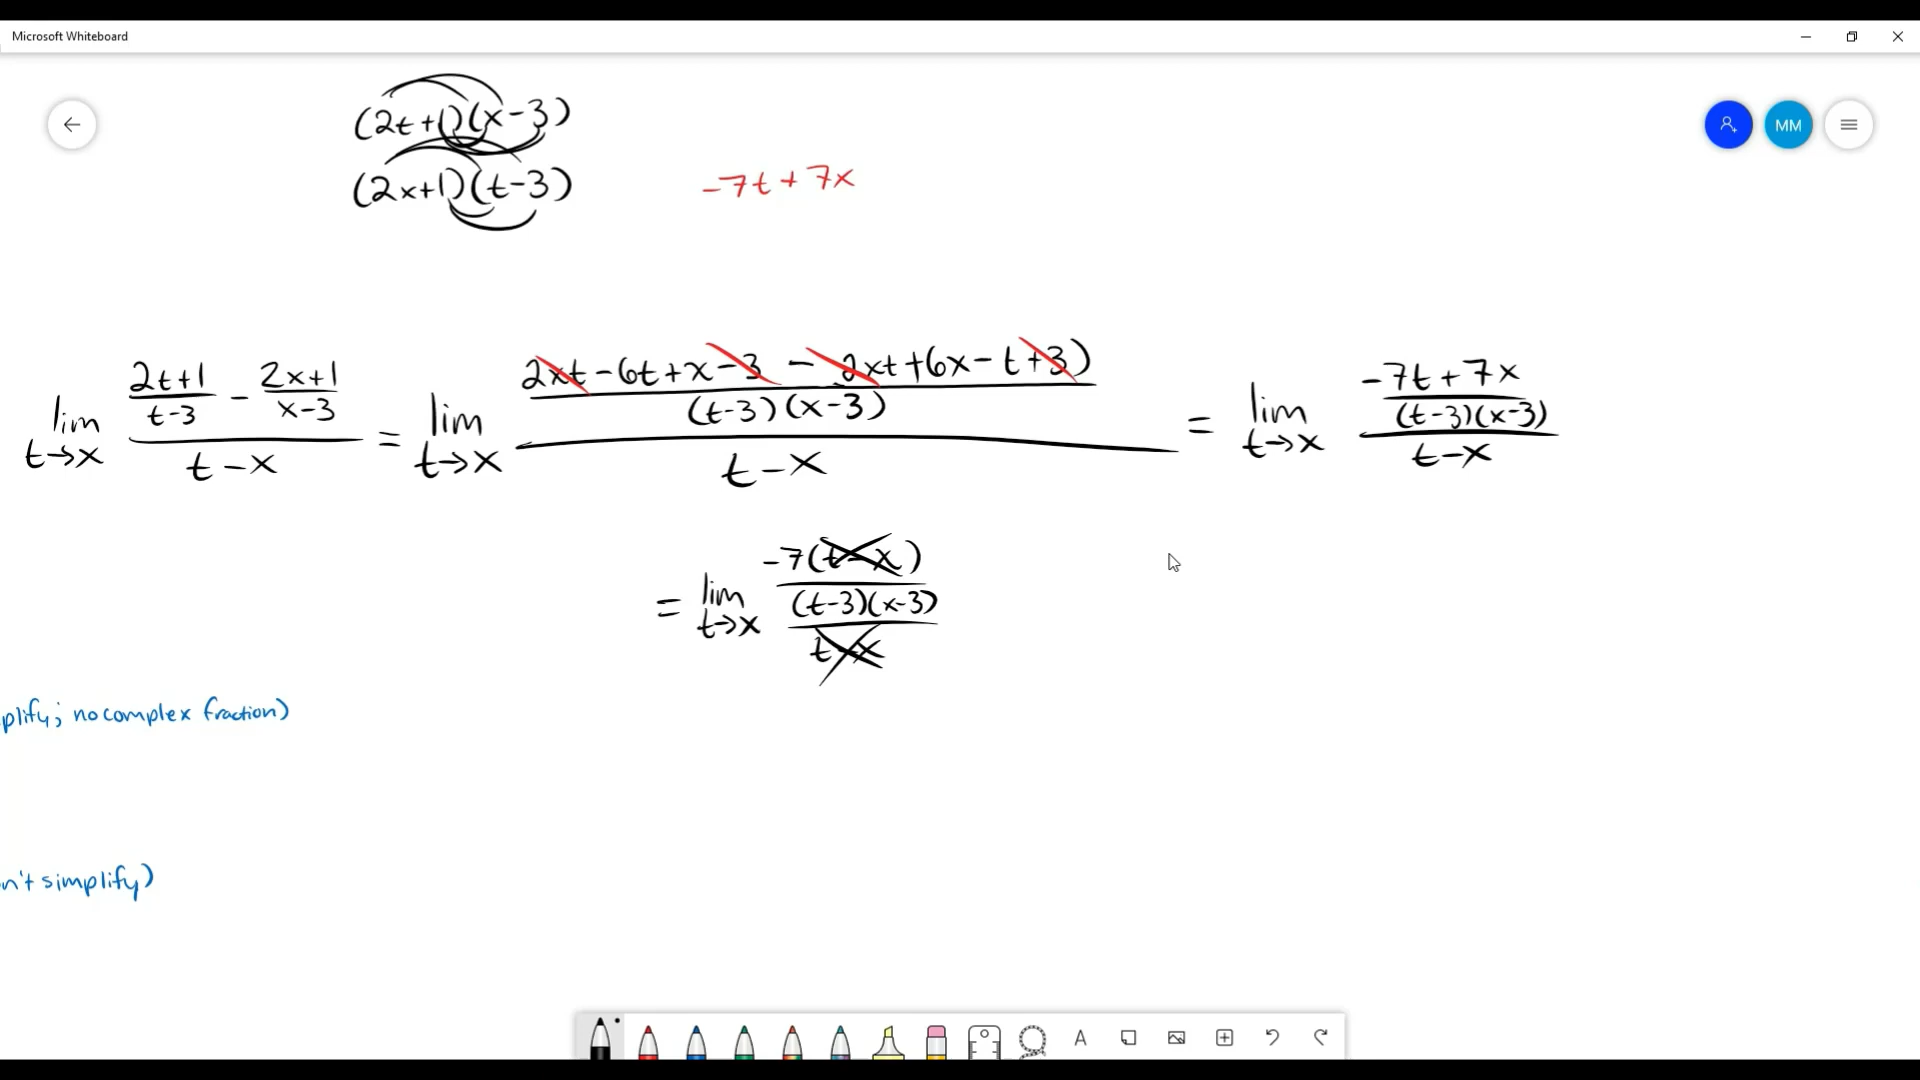 Microsoft Whiteboard
MM
(2t+1)(x-3)
(2x+1)(t-3)
-7t + 7x
lim t→x ((2t+1)/(t-3) - (2x+1)/(x-3))/(t-x) = lim t→x ((2xt-6t+x-3 - 2xt+6x-t+3))/((t-3)(x-3))/(t-x) = lim t→x ((-7t+7x)/((t-3)(x-3)))/(t-x)
= lim t→x (-7(t-x)/((t-3)(x-3)))/(t-x)
plify; no complex fraction)
n't simplify)
A